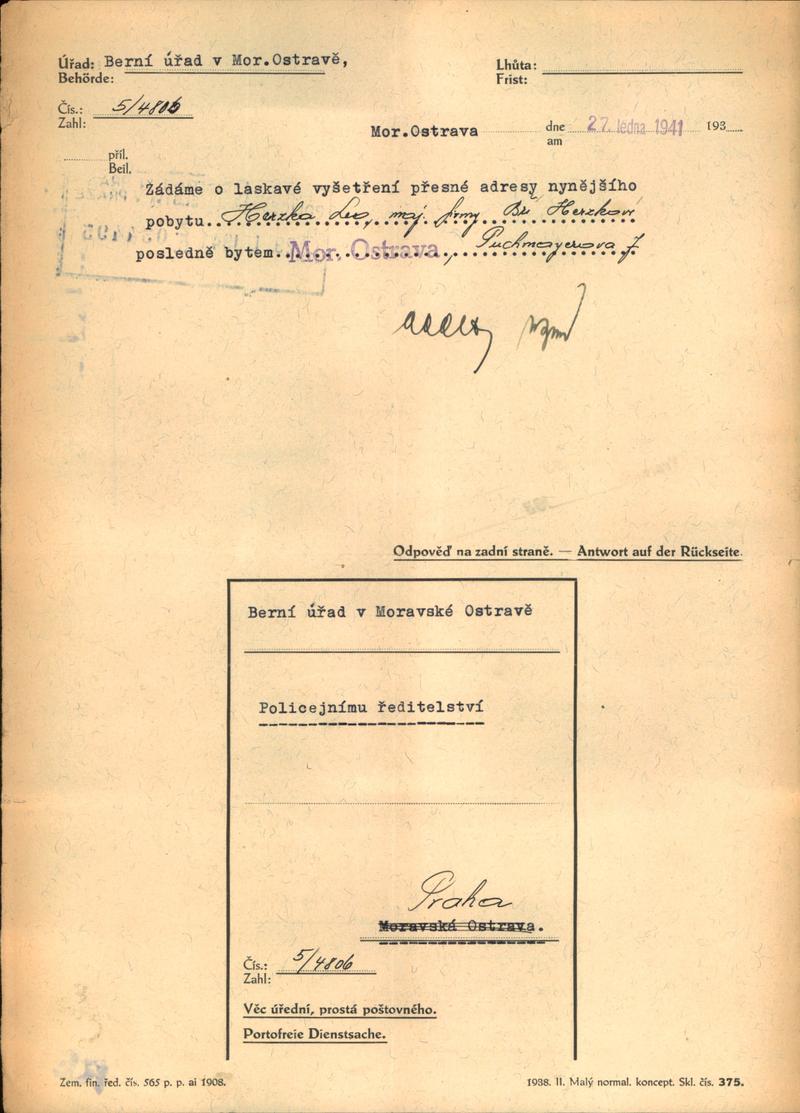 Úřad: Berní úřad v Mor.Ostravě,
Behörde:
Lhůta:
Frist:
Čís.: 5/4806
Zahl:
Mor.Ostrava dne 27. ledna 1941 193
am
příl.
Beil.
Žádáme o laskavé vyšetření přesné adresy nynějšího
pobytu Herzka Leo, maj. firmy Bří Herzkov
posledně bytem Mor. Ostrava, Puchmayerova 7
Odpověď na zadní straně. — Antwort auf der Rückseite.
Berní úřad v Moravské Ostravě
Policejnímu ředitelství
Praha
Moravská Ostrava.
Čís.: 5/4806
Zahl:
Věc úřední, prostá poštovného.
Portofreie Dienstsache.
Zem. fin. řed. čís. 565 p. p. ai 1908.
1938. II. Malý normal. koncept. Skl. čís. 375.